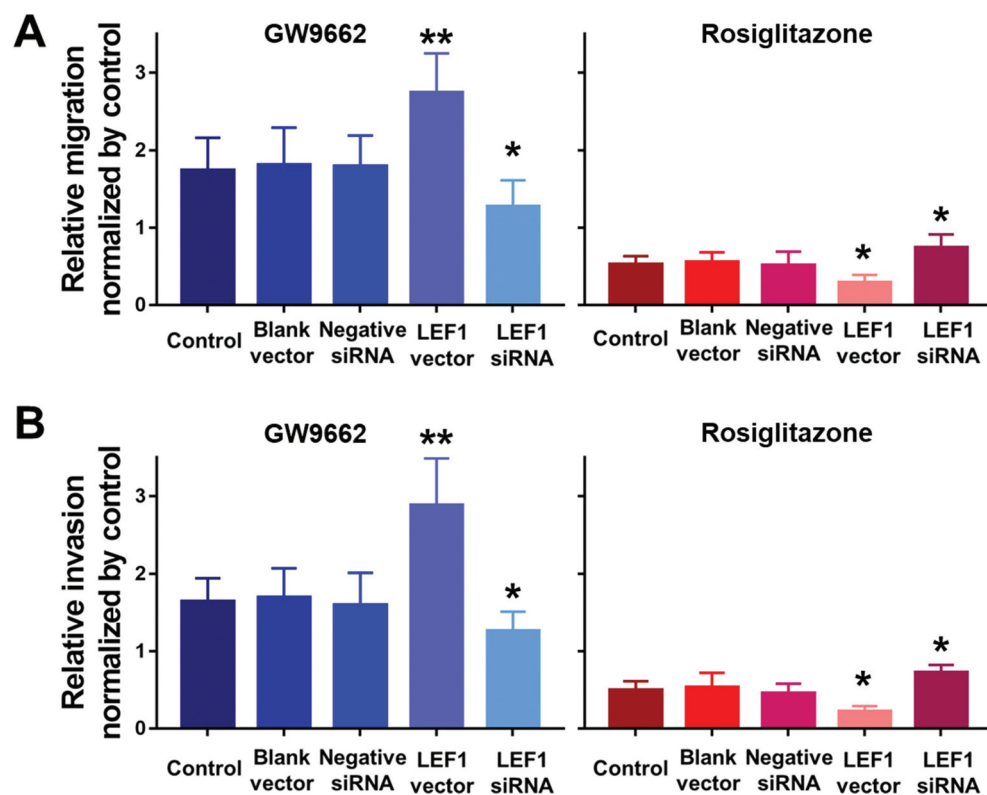 A
GW9662
Rosiglitazone
Relative migration
normalized by control
3
2
1
0
**
*
*
*
Control
Blank
vector
Negative
siRNA
LEF1
vector
LEF1
siRNA
Control
Blank
vector
Negative
siRNA
LEF1
vector
LEF1
siRNA
B
GW9662
Rosiglitazone
Relative invasion
normalized by control
3
2
1
0
**
*
*
*
Control
Blank
vector
Negative
siRNA
LEF1
vector
LEF1
siRNA
Control
Blank
vector
Negative
siRNA
LEF1
vector
LEF1
siRNA